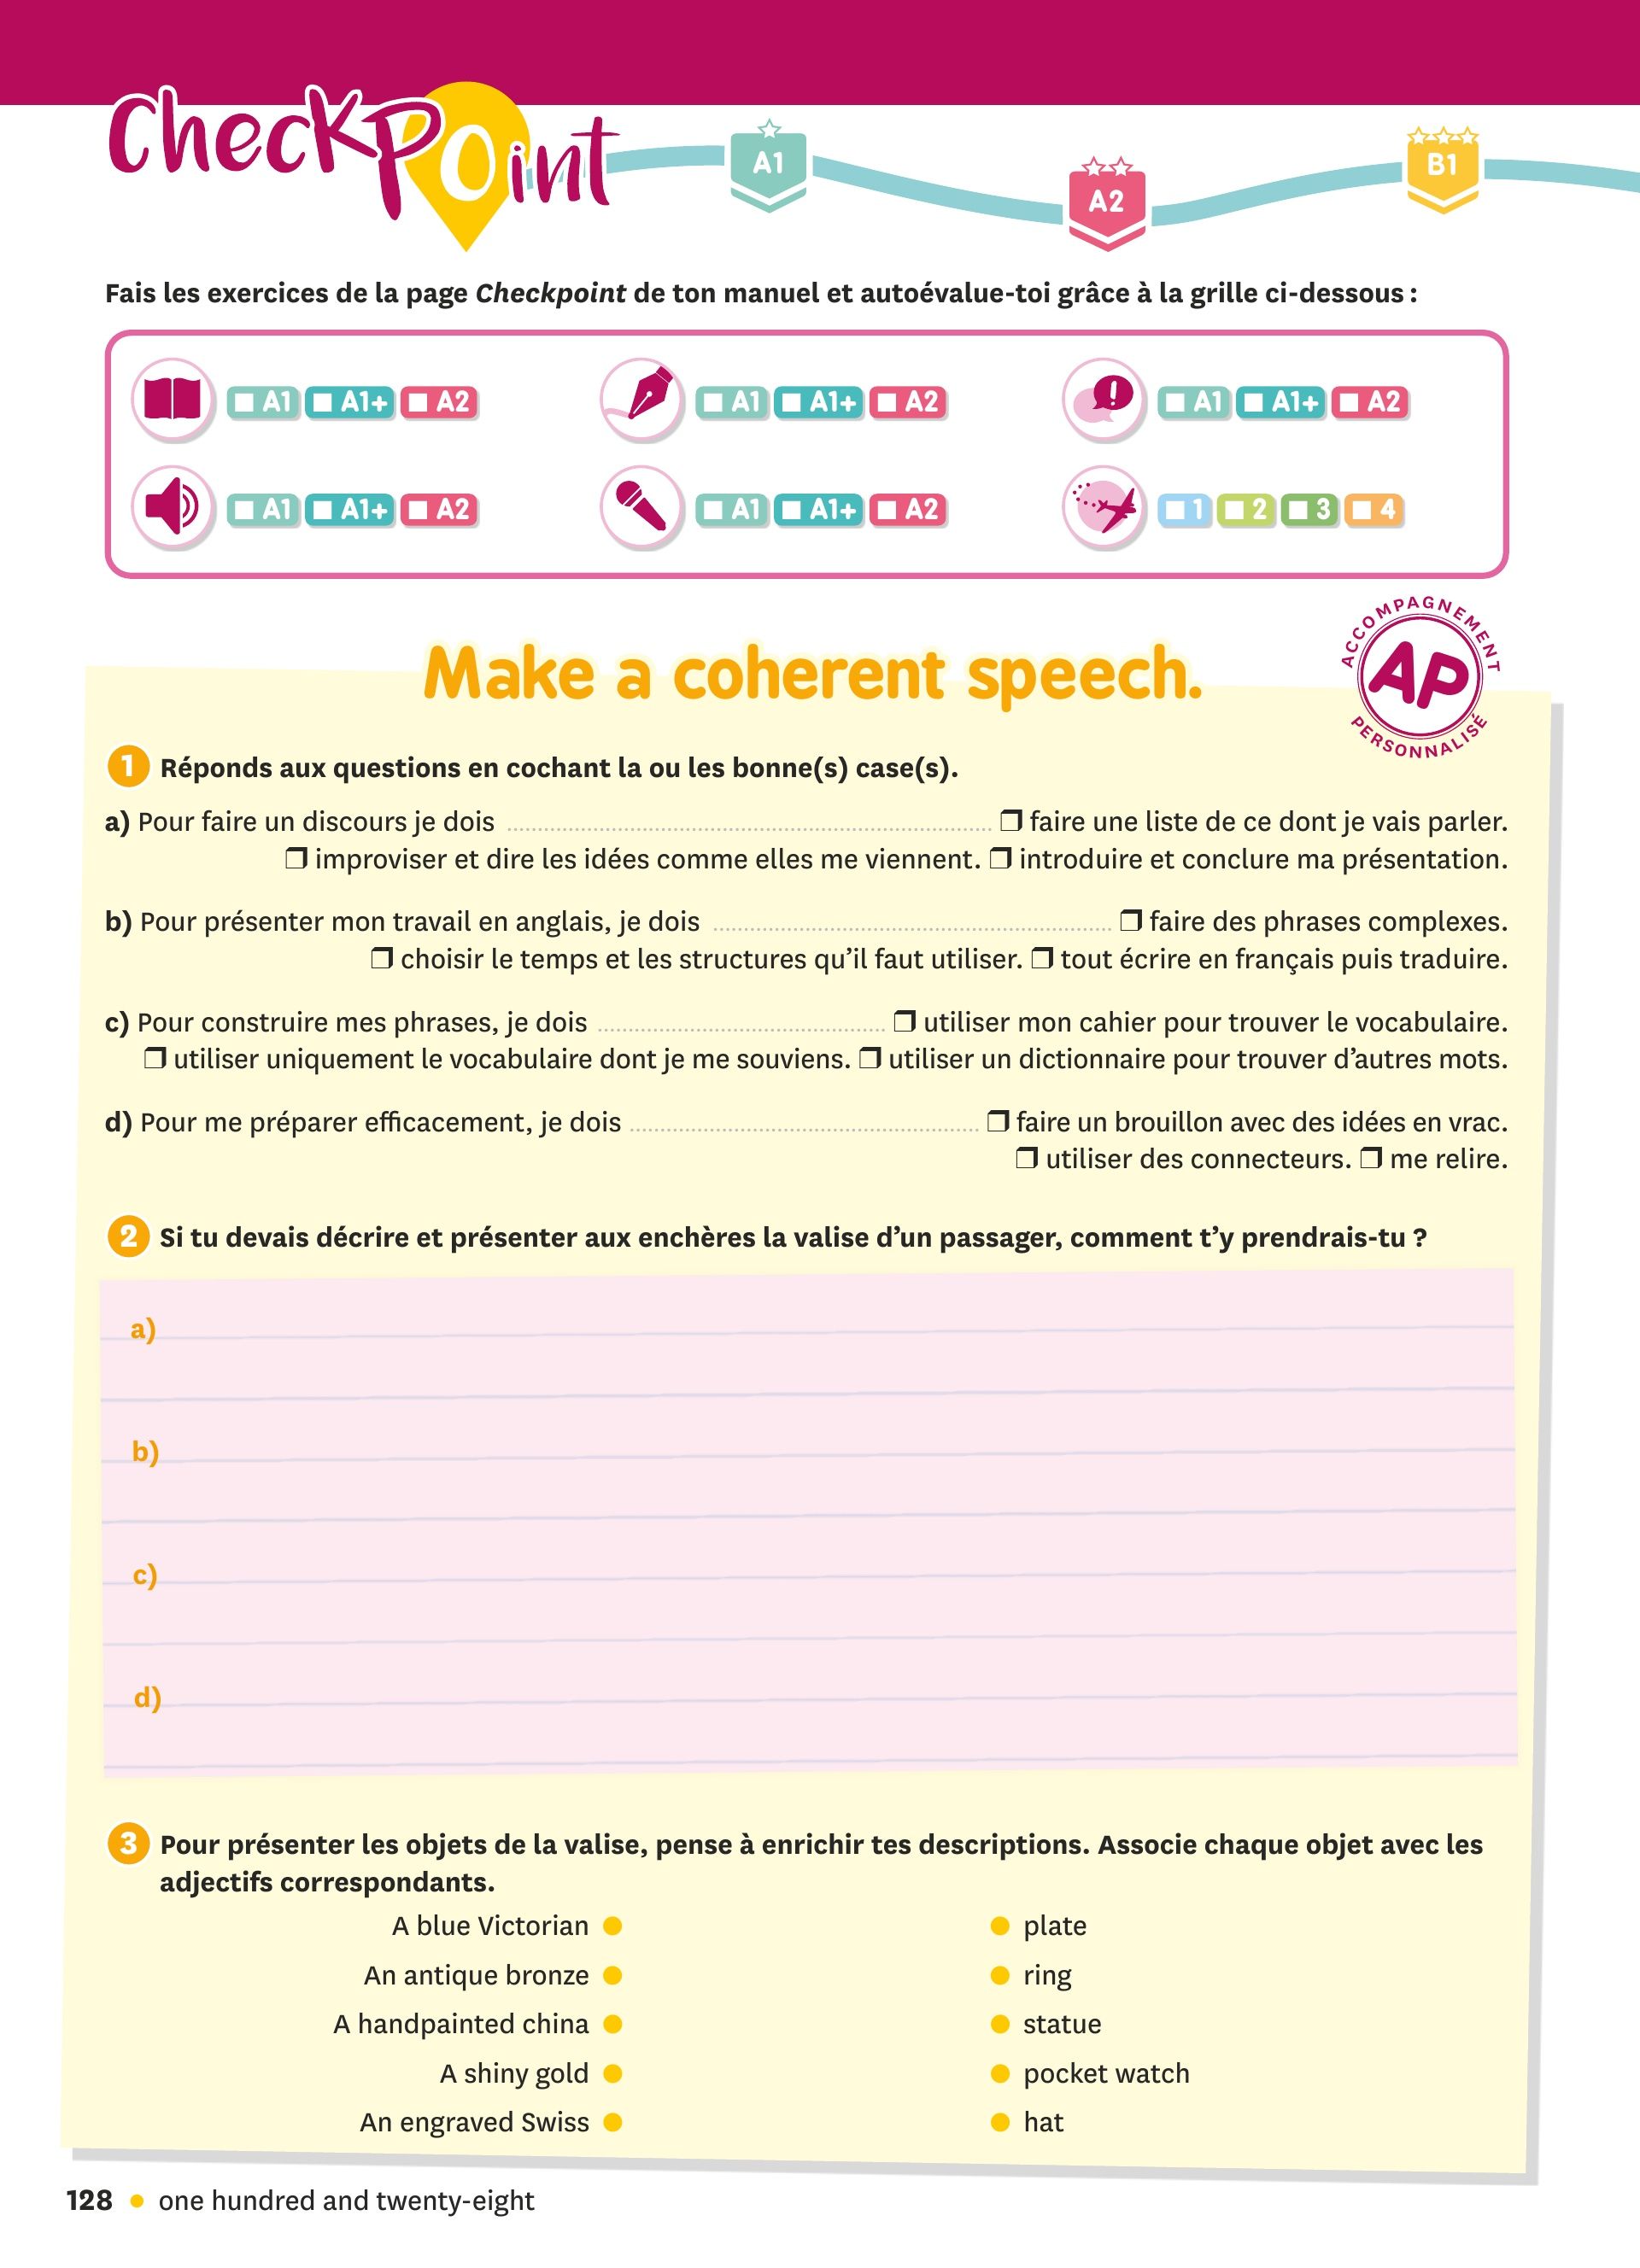 CheckPoint
A1
A2
B1
Fais les exercices de la page Checkpoint de ton manuel et autoévalue-toi grâce à la grille ci-dessous :
A1 A1+ A2
A1 A1+ A2
! A1 A1+ A2
A1 A1+ A2
A1 A1+ A2
1 2 3 4
Make a coherent speech.
ACCOMPAGNEMENT
AP
PERSONNALISÉ
1 Réponds aux questions en cochant la ou les bonne(s) case(s).
a) Pour faire un discours je dois ........................ ❒ faire une liste de ce dont je vais parler.
❒ improviser et dire les idées comme elles me viennent. ❒ introduire et conclure ma présentation.
b) Pour présenter mon travail en anglais, je dois ........................ ❒ faire des phrases complexes.
❒ choisir le temps et les structures qu’il faut utiliser. ❒ tout écrire en français puis traduire.
c) Pour construire mes phrases, je dois ........................ ❒ utiliser mon cahier pour trouver le vocabulaire.
❒ utiliser uniquement le vocabulaire dont je me souviens. ❒ utiliser un dictionnaire pour trouver d’autres mots.
d) Pour me préparer efficacement, je dois ........................ ❒ faire un brouillon avec des idées en vrac.
❒ utiliser des connecteurs. ❒ me relire.
2 Si tu devais décrire et présenter aux enchères la valise d’un passager, comment t’y prendrais-tu ?
a)
b)
c)
d)
3 Pour présenter les objets de la valise, pense à enrichir tes descriptions. Associe chaque objet avec les
adjectifs correspondants.
A blue Victorian ● ● plate
An antique bronze ● ● ring
A handpainted china ● ● statue
A shiny gold ● ● pocket watch
An engraved Swiss ● ● hat
128 ● one hundred and twenty-eight